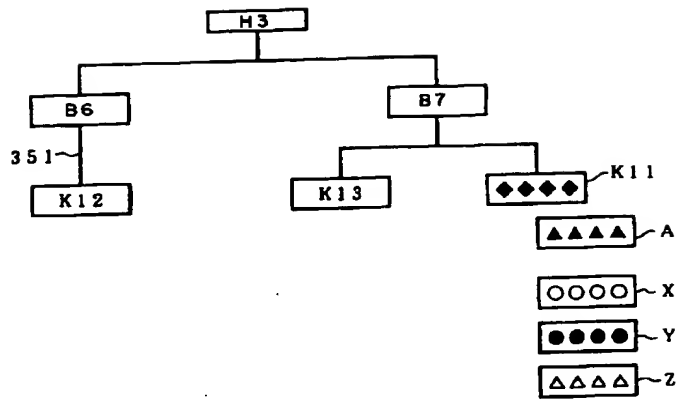 H3
B6
B7
351
K12
K13
◆◆◆◆
K11
▲▲▲▲
A
○○○○
X
●●●●
Y
△△△△
Z